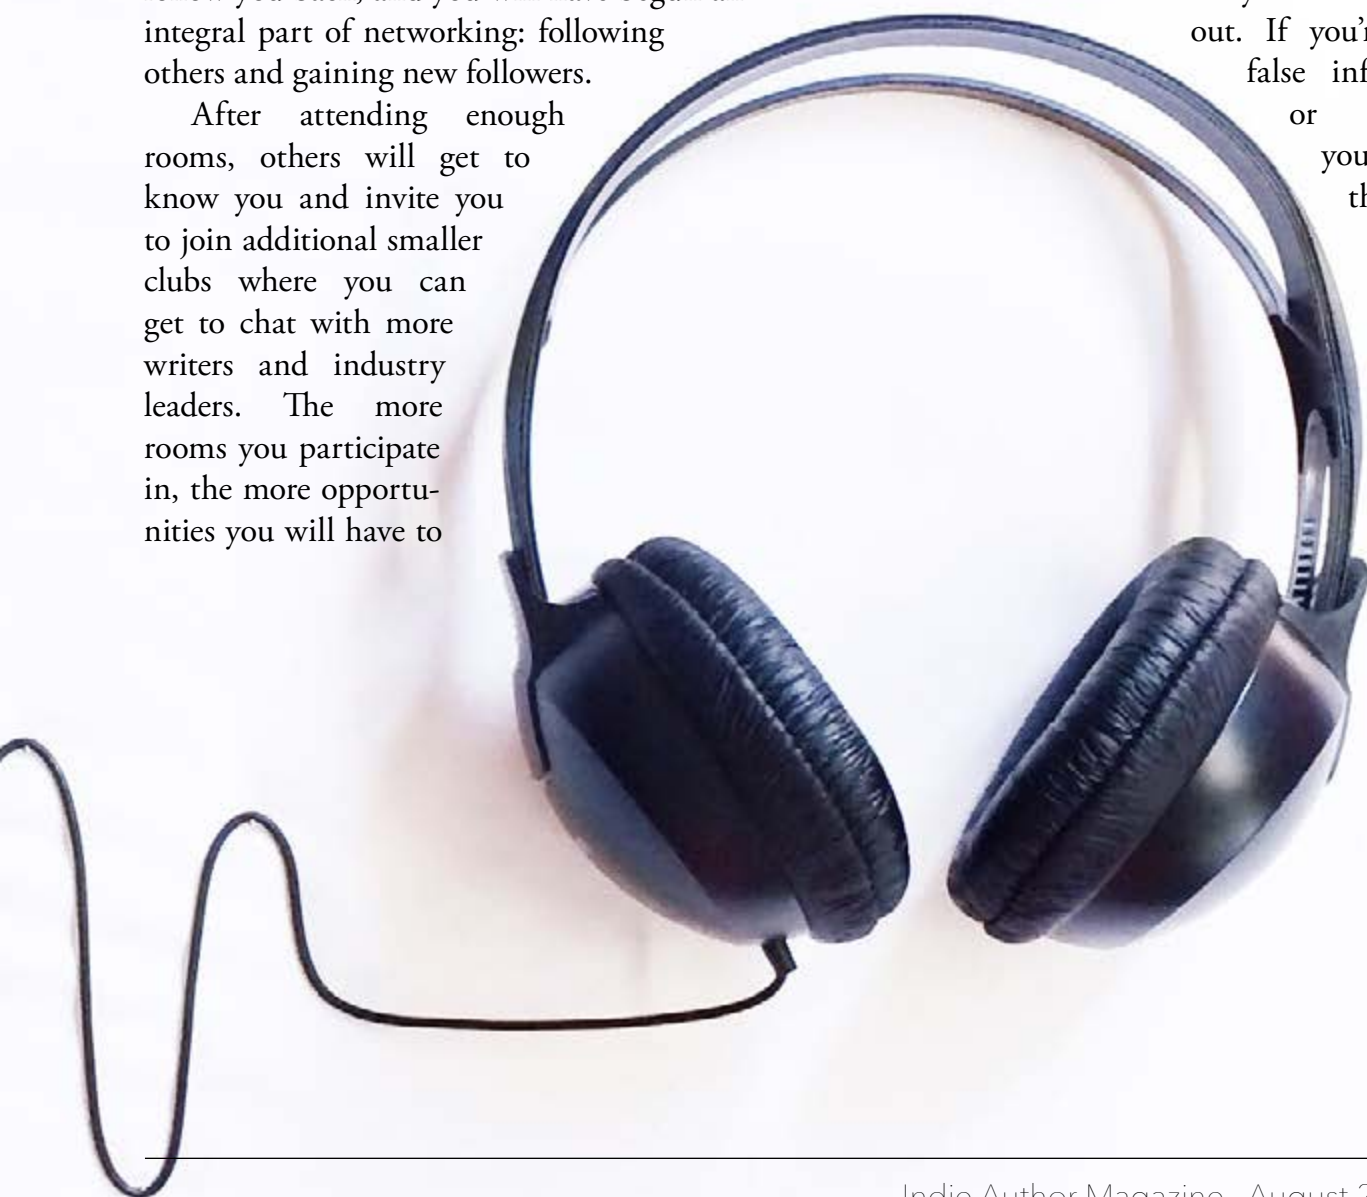 integral part of networking: following
others and gaining new followers.
After attending enough
rooms, others will get to
know you and invite you
to join additional smaller
clubs where you can
get to chat with more
writers and industry
leaders. The more
rooms you participate
in, the more opportu-
nities you will have to
out. If you’r
false inf
or
you
th
Indie Author Magazine August 2